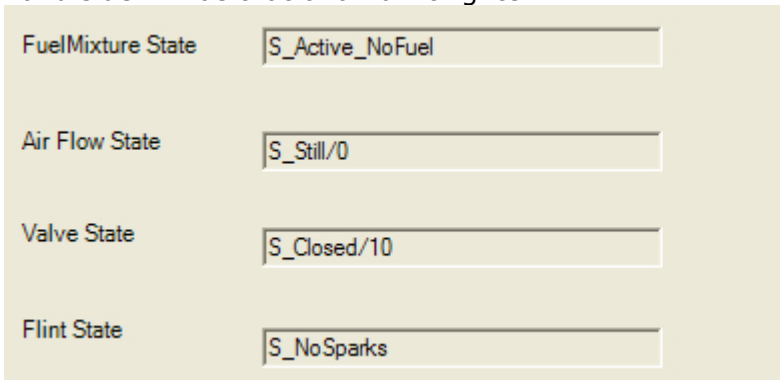 FuelMixture State S_Active_NoFuel
Air Flow State S_Still/0
Valve State S_Closed/10
Flint State S_NoSparks